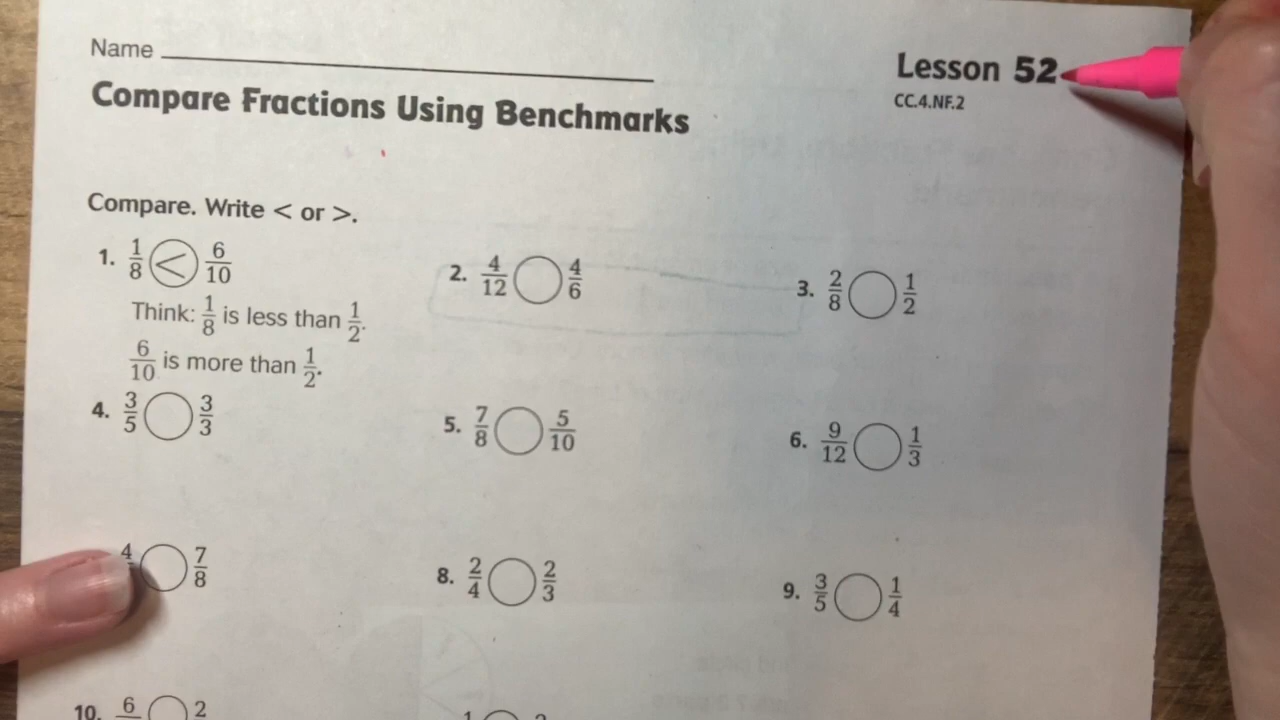 Name
Lesson 52
CC.4.NF.2
Compare Fractions Using Benchmarks
Compare. Write < or >.
1. 1/8 < 6/10
Think: 1/8 is less than 1/2.
6/10 is more than 1/2.
2. 4/12 ◯ 4/6
3. 2/8 ◯ 1/2
4. 3/5 ◯ 3/3
5. 7/8 ◯ 5/10
6. 9/12 ◯ 1/3
4 ◯ 7/8
8. 2/4 ◯ 2/3
9. 3/5 ◯ 1/4
10. 6 ◯ 2